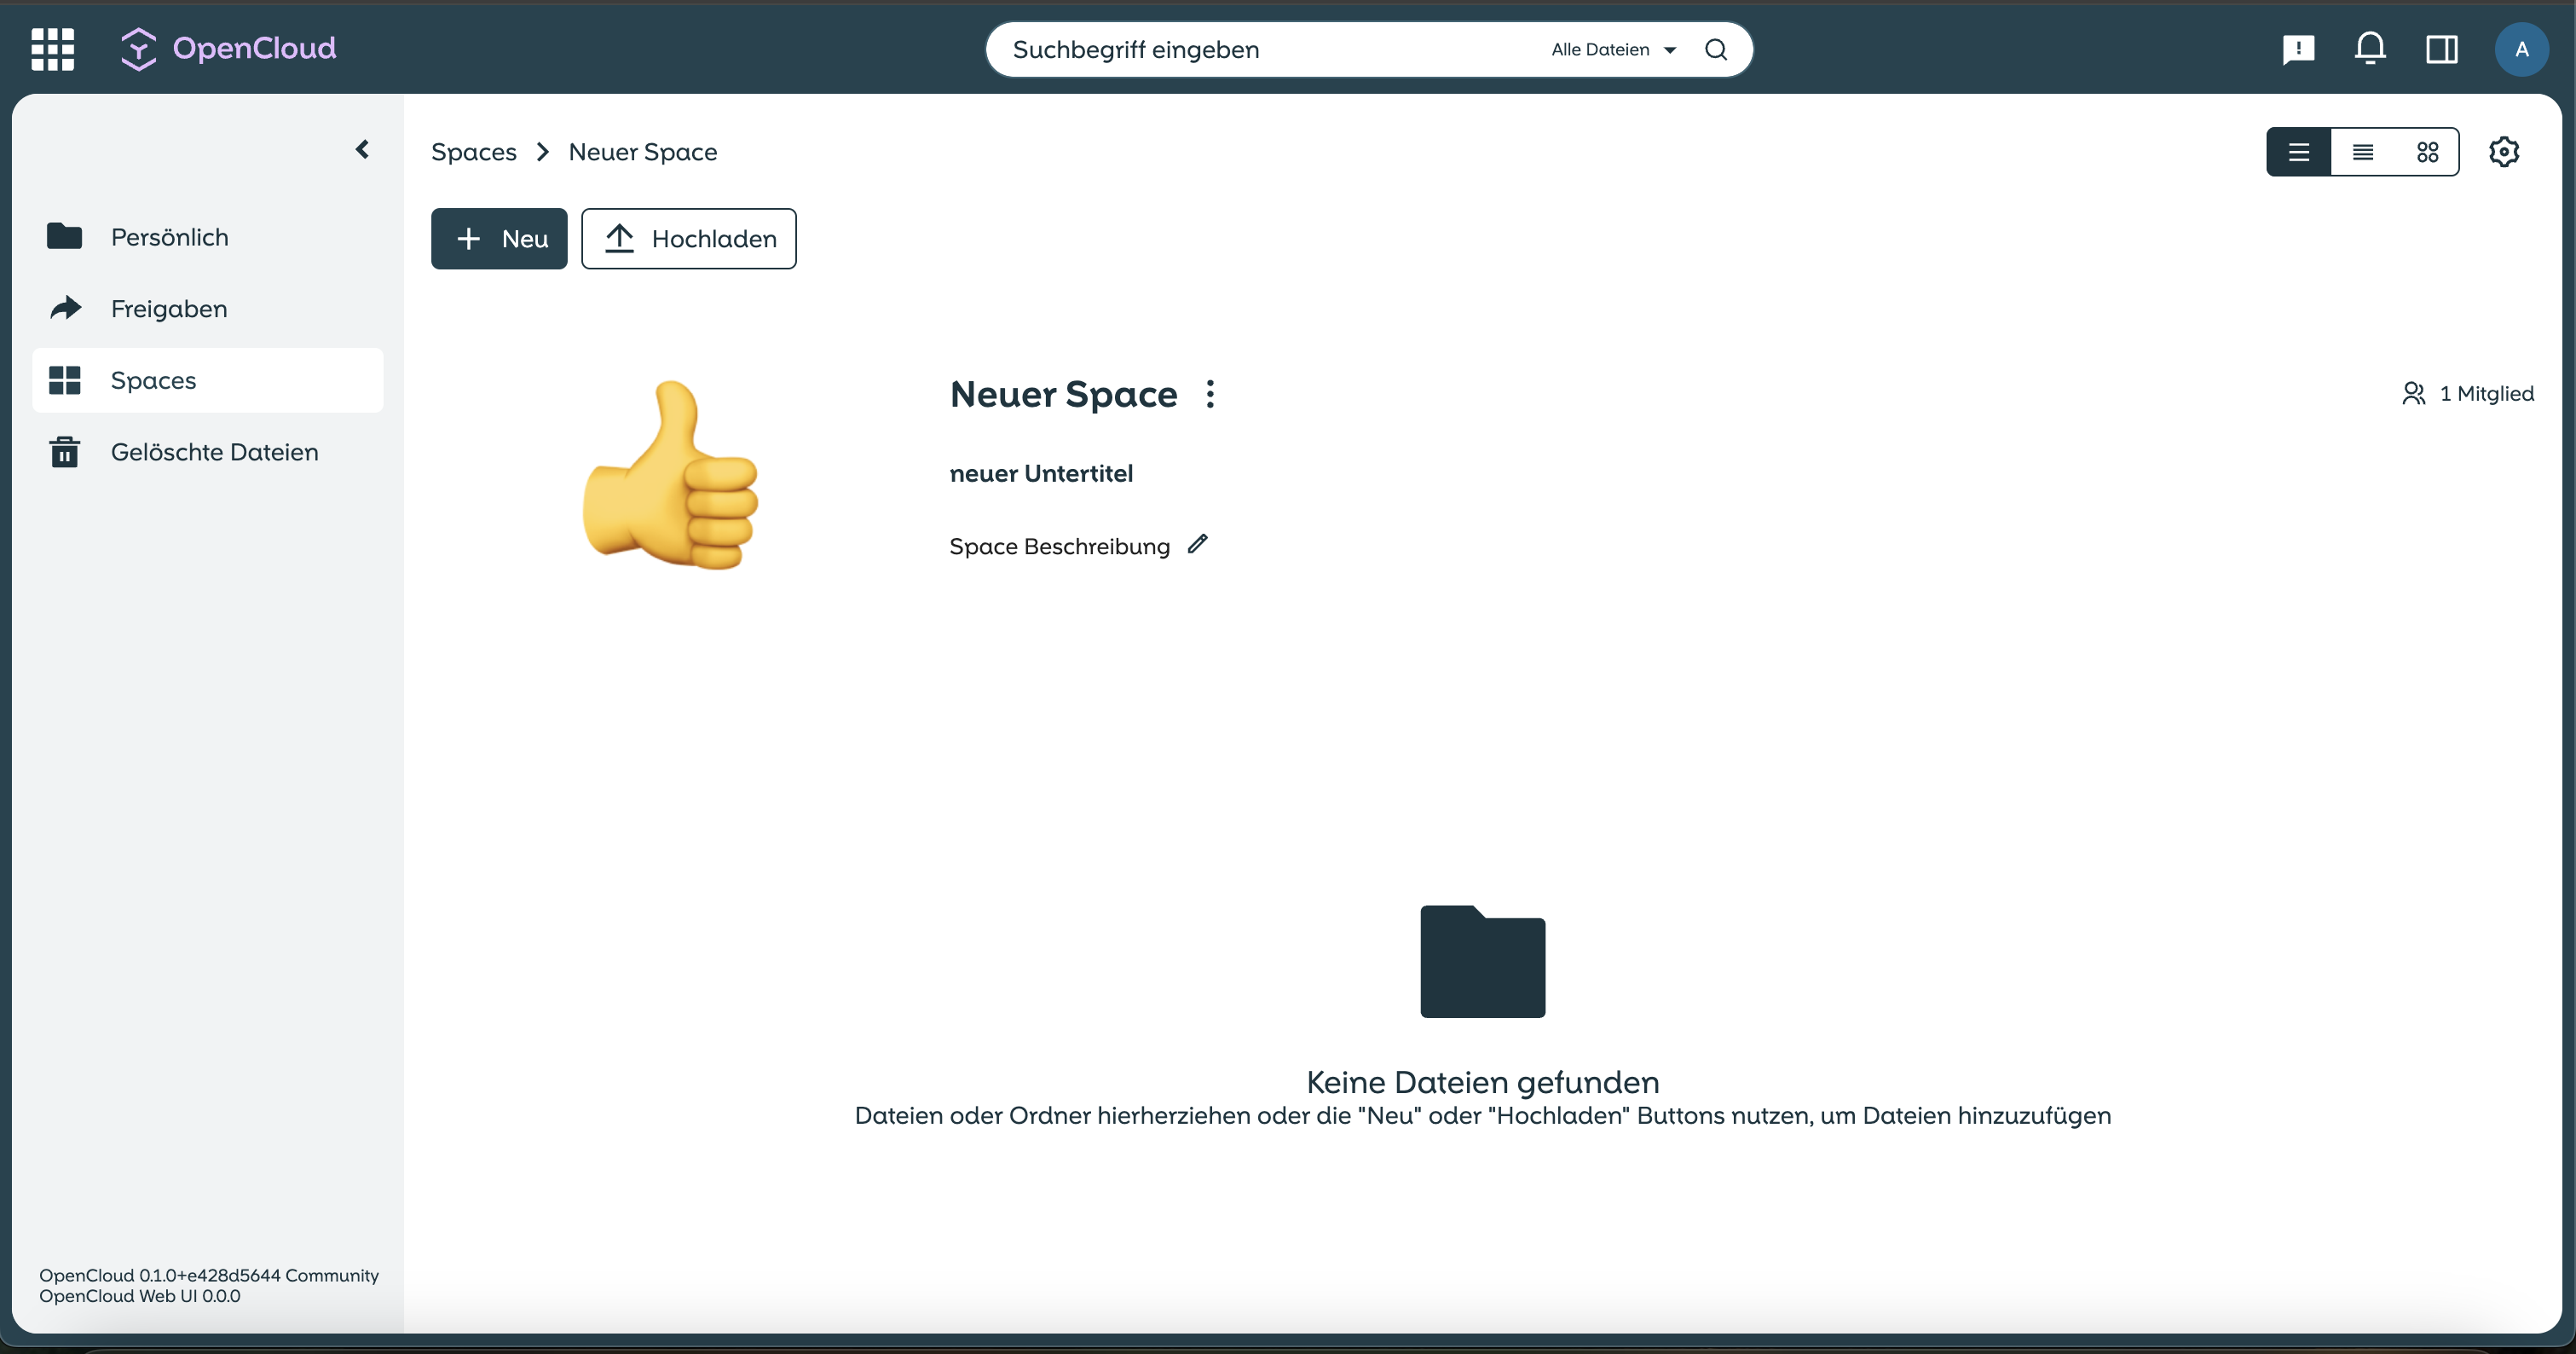 OpenCloud
Suchbegriff eingeben
Alle Dateien
A
Spaces
Neuer Space
Neu
Hochladen
Persönlich
Freigaben
Spaces
Gelöschte Dateien
Neuer Space
1 Mitglied
neuer Untertitel
Space Beschreibung
Keine Dateien gefunden
Dateien oder Ordner hierherziehen oder die "Neu" oder "Hochladen" Buttons nutzen, um Dateien hinzuzufügen
OpenCloud 0.1.0+e428d5644 Community
OpenCloud Web UI 0.0.0